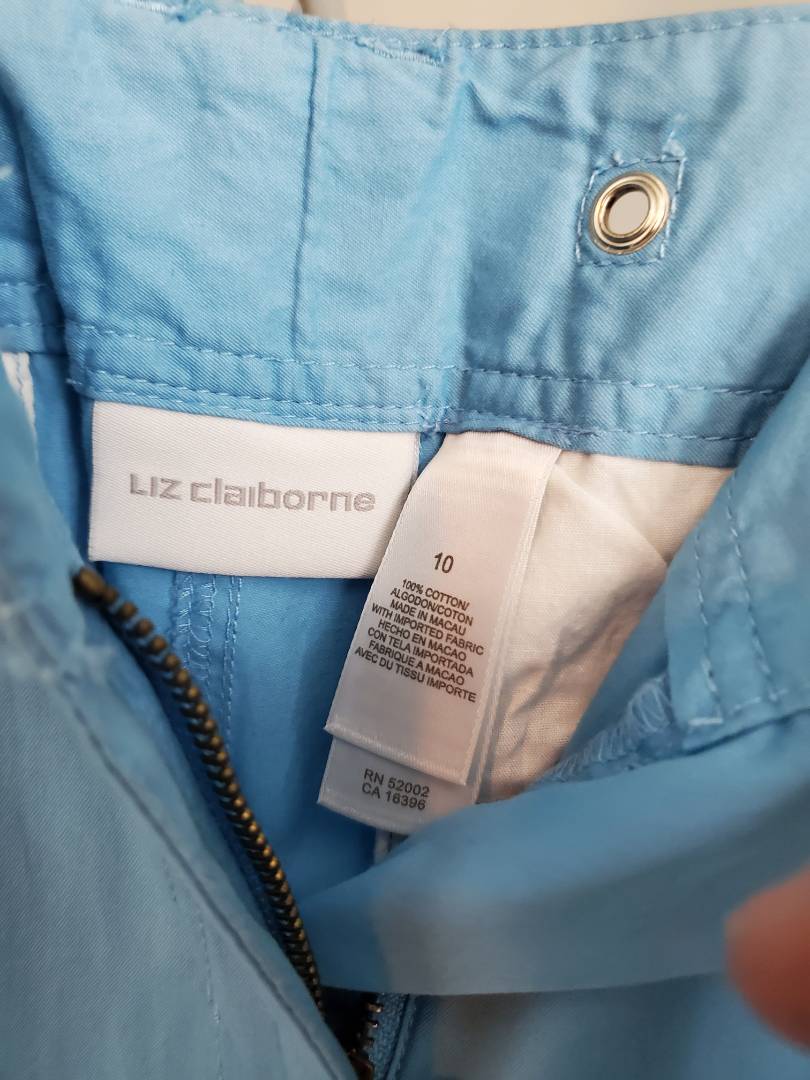 LIZ claiborne
10
100% COTTON/
ALGODON/COTON
MADE IN MACAU
WITH IMPORTED FABRIC
HECHO EN MACAO
CON TELA IMPORTADA
FABRIQUE A MACAO
AVEC DU TISSU IMPORTE
RN 52002
CA 16396